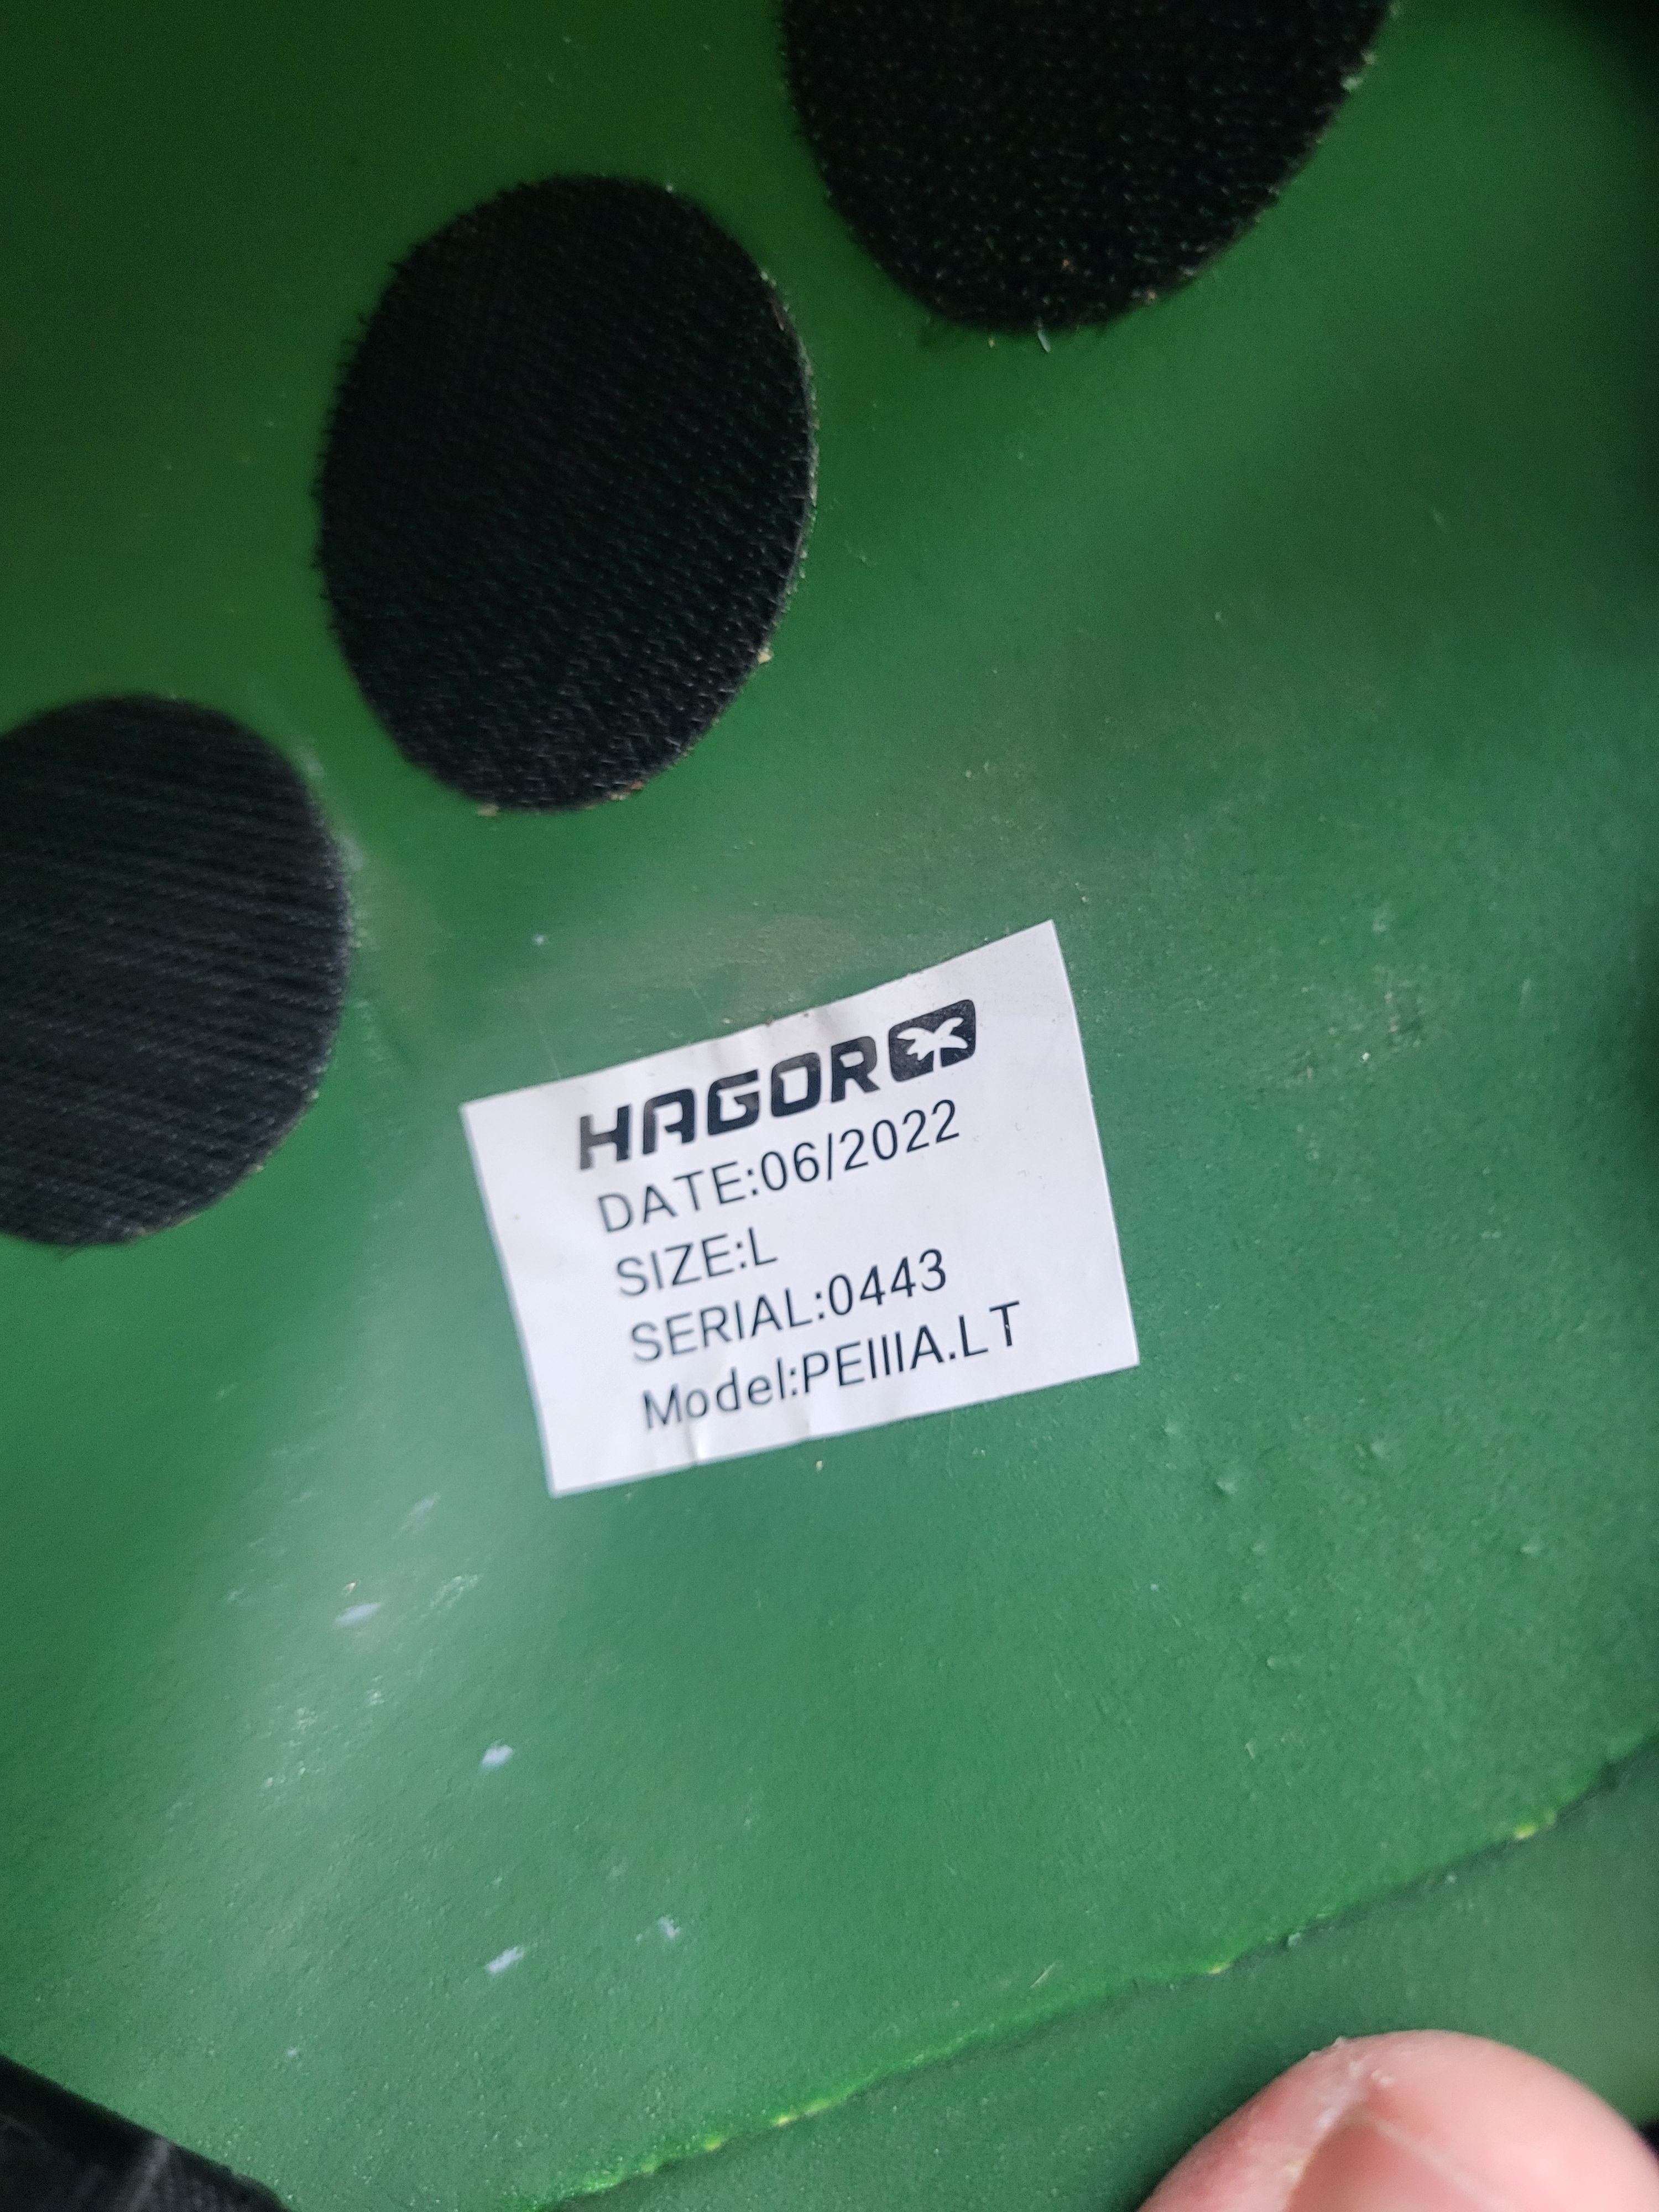 HAGOR
DATE:06/2022
SIZE:L
SERIAL:0443
Model:PEIIIA.LT